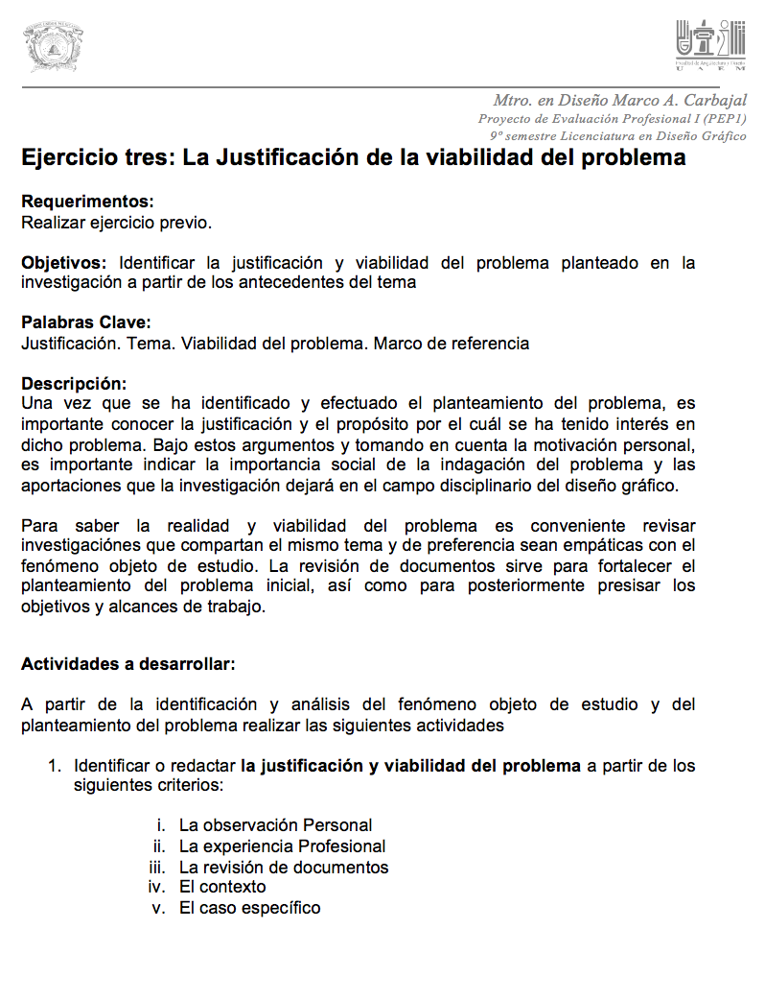 Facultad de Arquitectura y Diseño
U A E M
Mtro. en Diseño Marco A. Carbajal
Proyecto de Evaluación Profesional I (PEP1)
9º semestre Licenciatura en Diseño Gráfico
Ejercicio tres: La Justificación de la viabilidad del problema
Requerimentos:
Realizar ejercicio previo.
Objetivos: Identificar la justificación y viabilidad del problema planteado en la
investigación a partir de los antecedentes del tema
Palabras Clave:
Justificación. Tema. Viabilidad del problema. Marco de referencia
Descripción:
Una vez que se ha identificado y efectuado el planteamiento del problema, es
importante conocer la justificación y el propósito por el cuál se ha tenido interés en
dicho problema. Bajo estos argumentos y tomando en cuenta la motivación personal,
es importante indicar la importancia social de la indagación del problema y las
aportaciones que la investigación dejará en el campo disciplinario del diseño gráfico.
Para saber la realidad y viabilidad del problema es conveniente revisar
investigaciónes que compartan el mismo tema y de preferencia sean empáticas con el
fenómeno objeto de estudio. La revisión de documentos sirve para fortalecer el
planteamiento del problema inicial, así como para posteriormente presisar los
objetivos y alcances de trabajo.
Actividades a desarrollar:
A partir de la identificación y análisis del fenómeno objeto de estudio y del
planteamiento del problema realizar las siguientes actividades
1. Identificar o redactar la justificación y viabilidad del problema a partir de los
siguientes criterios:
i. La observación Personal
ii. La experiencia Profesional
iii. La revisión de documentos
iv. El contexto
v. El caso específico